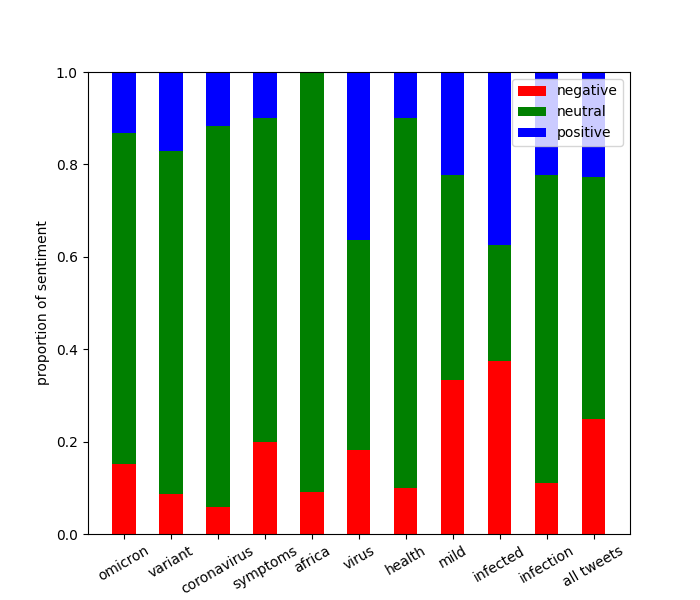 1.0
0.8
0.6
0.4
0.2
0.0
proportion of sentiment
negative
neutral
positive
omicron
variant
coronavirus
symptoms
africa
virus
health
mild
infected
infection
all tweets